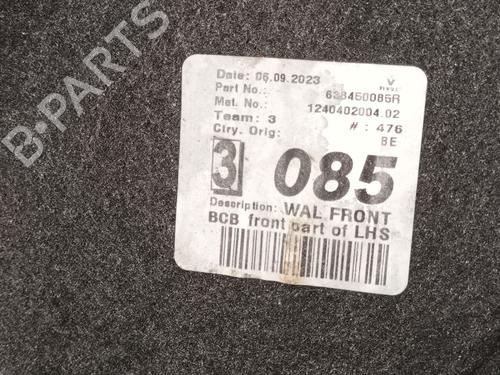 B-PARTS
Date: 06.09.2023
Part No.: 638450085R
Mat. No.: 1240402004.02
Team: 3 #: 476
Ctry. Orig: BE
3 085
Description: WAL FRONT
BCB front part of LHS